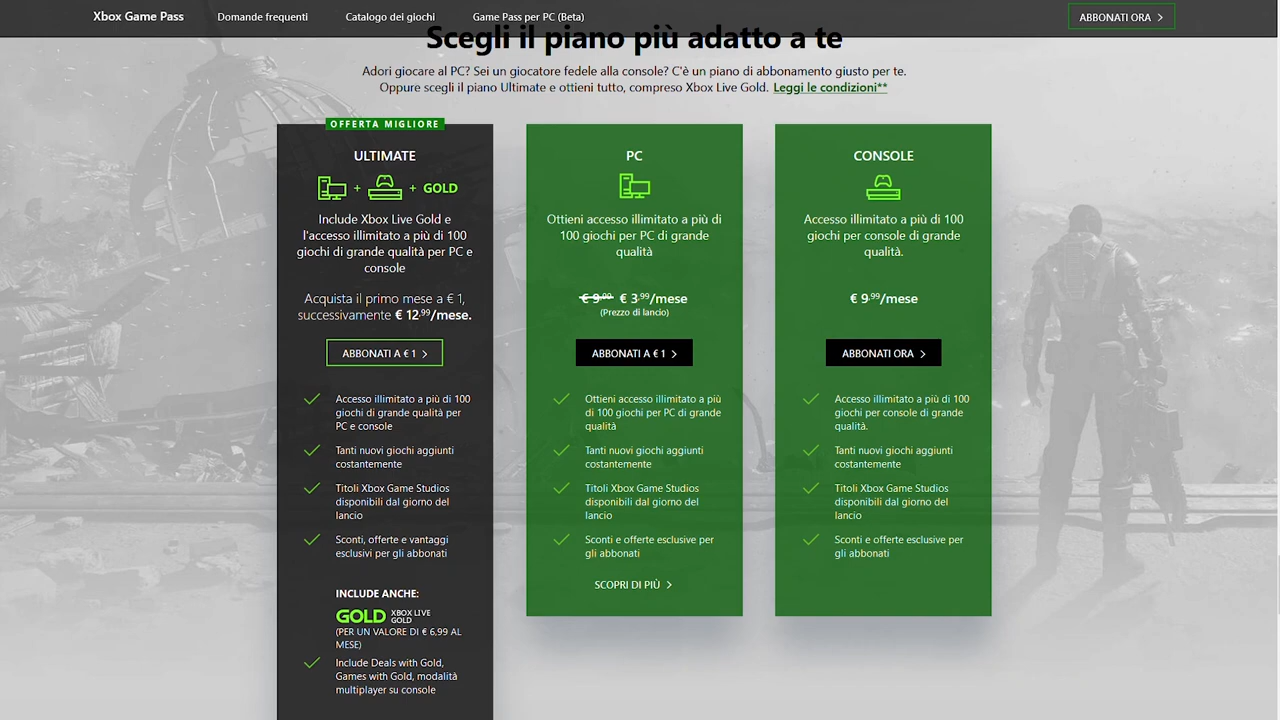 Xbox Game Pass
Domande frequenti
Catalogo dei giochi
Game Pass per PC (Beta)
ABBONATI ORA
Scegli il piano più adatto a te
Adori giocare al PC? Sei un giocatore fedele alla console? C'è un piano di abbonamento giusto per te.
Oppure scegli il piano Ultimate e ottieni tutto, compreso Xbox Live Gold. Leggi le condizioni**
OFFERTA MIGLIORE
ULTIMATE
+ + GOLD
Include Xbox Live Gold e
l'accesso illimitato a più di 100
giochi di grande qualità per PC e
console
Acquista il primo mese a € 1,
successivamente € 12,99/mese.
ABBONATI A € 1
Accesso illimitato a più di 100
giochi di grande qualità per
PC e console
Tanti nuovi giochi aggiunti
costantemente
Titoli Xbox Game Studios
disponibili dal giorno del
lancio
Sconti, offerte e vantaggi
esclusivi per gli abbonati
INCLUDE ANCHE:
GOLD XBOX LIVE
GOLD
(PER UN VALORE DI € 6,99 AL
MESE)
Include Deals with Gold,
Games with Gold, modalità
multiplayer su console
PC
Ottieni accesso illimitato a più di
100 giochi per PC di grande
qualità
€ 9,99 € 3,99/mese
(Prezzo di lancio)
ABBONATI A € 1
Ottieni accesso illimitato a più
di 100 giochi per PC di grande
qualità
Tanti nuovi giochi aggiunti
costantemente
Titoli Xbox Game Studios
disponibili dal giorno del
lancio
Sconti e offerte esclusive per
gli abbonati
SCOPRI DI PIÙ
CONSOLE
Accesso illimitato a più di 100
giochi per console di grande
qualità.
€ 9,99/mese
ABBONATI ORA
Accesso illimitato a più di 100
giochi per console di grande
qualità.
Tanti nuovi giochi aggiunti
costantemente
Titoli Xbox Game Studios
disponibili dal giorno del
lancio
Sconti e offerte esclusive per
gli abbonati